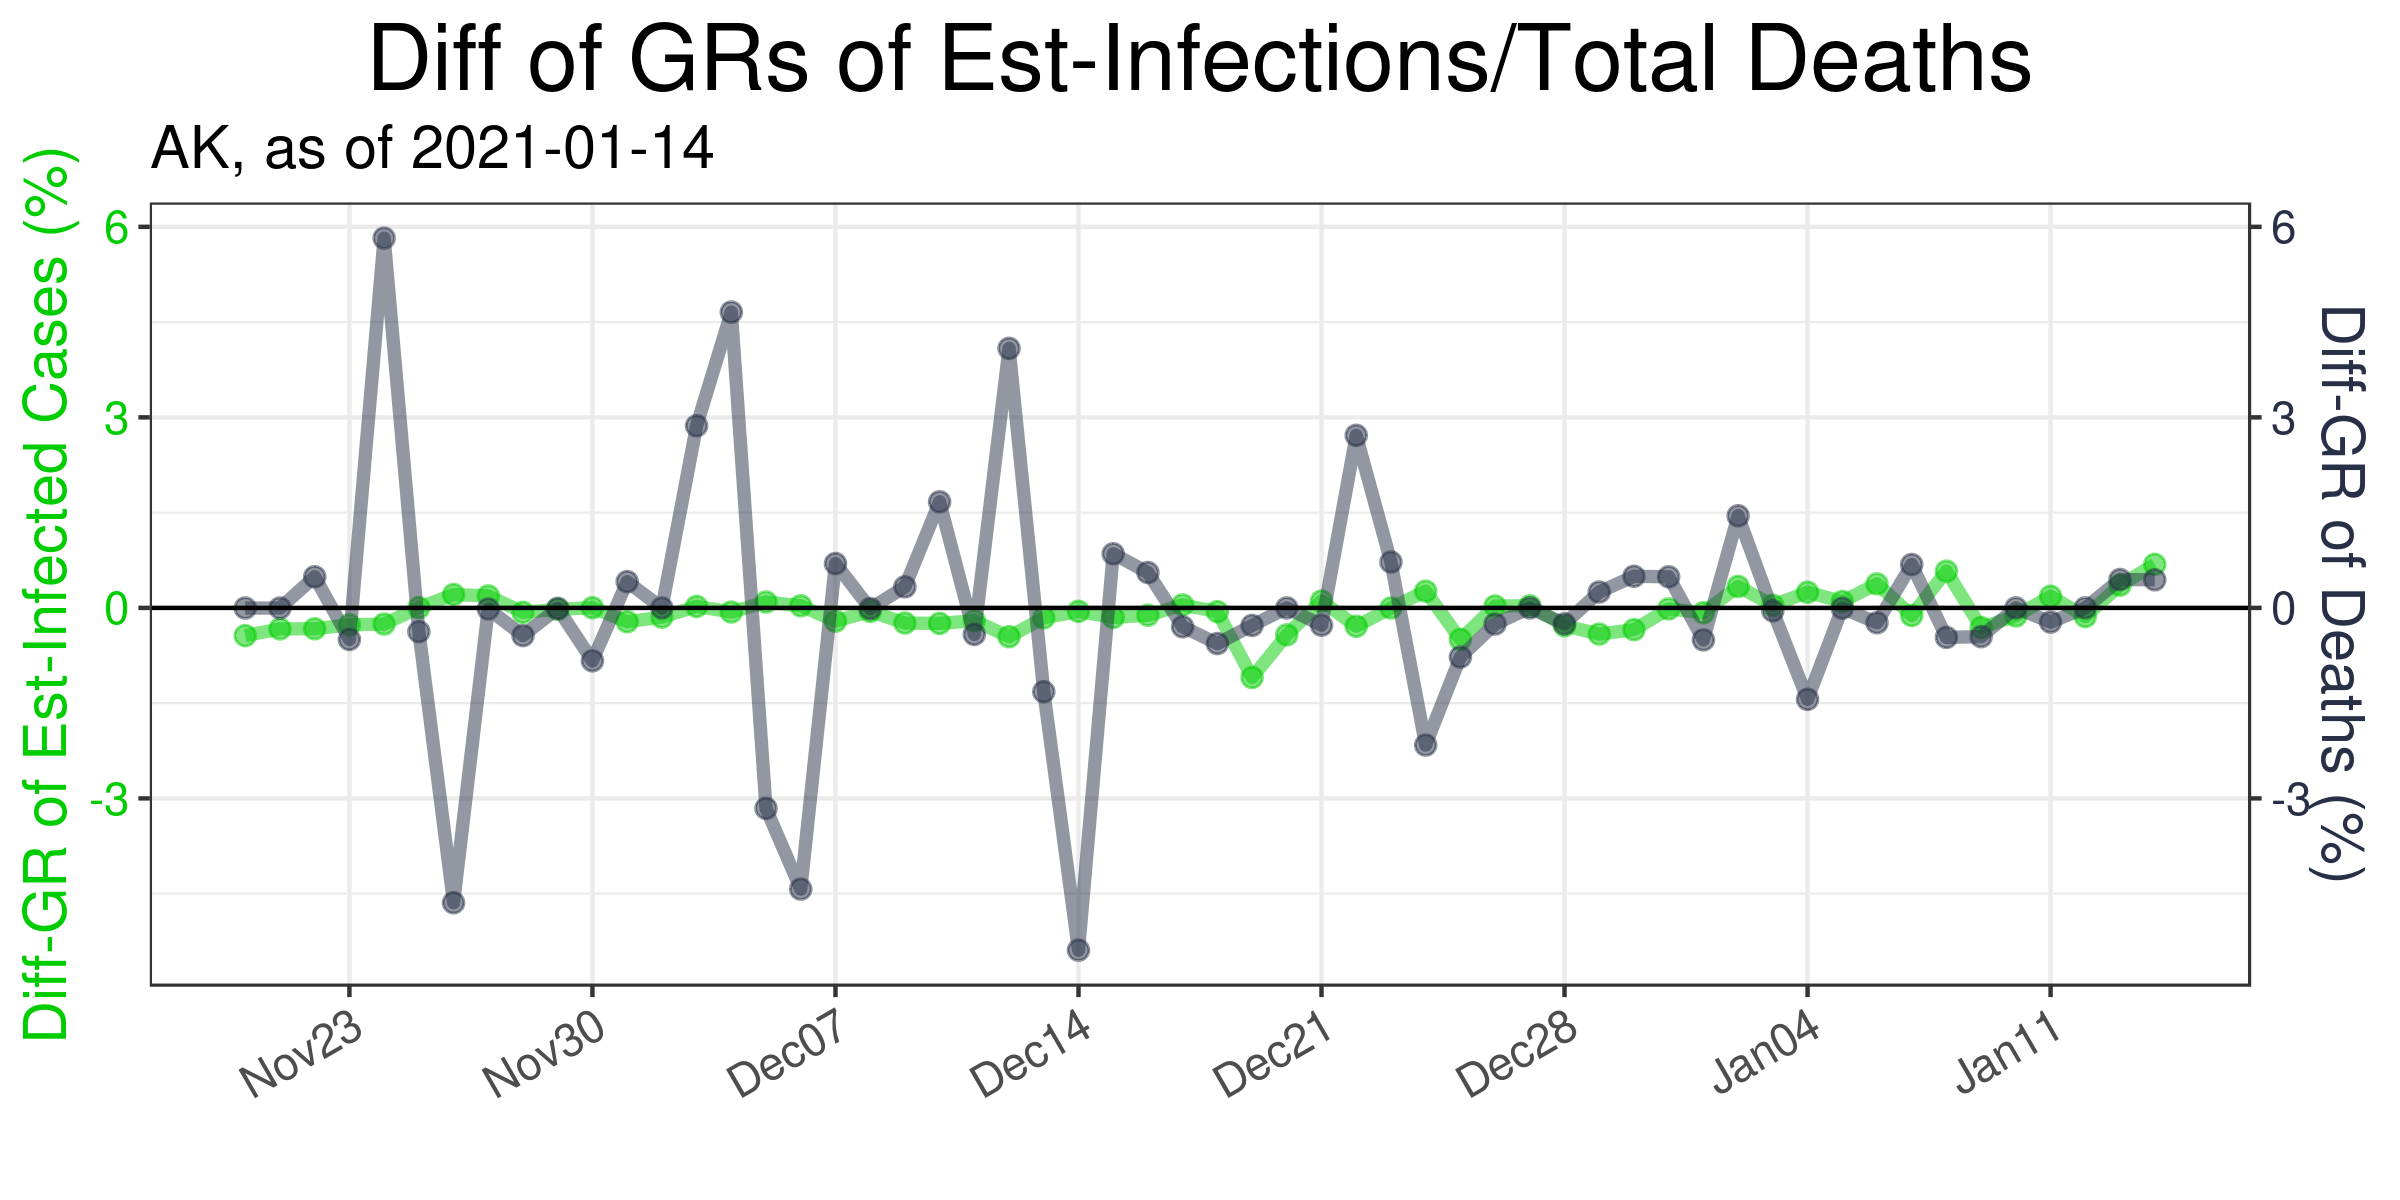 Diff of GRs of Est-Infections/Total Deaths
AK, as of 2021-01-14
Diff-GR of Est-Infected Cases (%)
6
3
0
-3
6
3
0
-3
Diff-GR of Deaths (%)
Nov23
Nov30
Dec07
Dec14
Dec21
Dec28
Jan04
Jan11